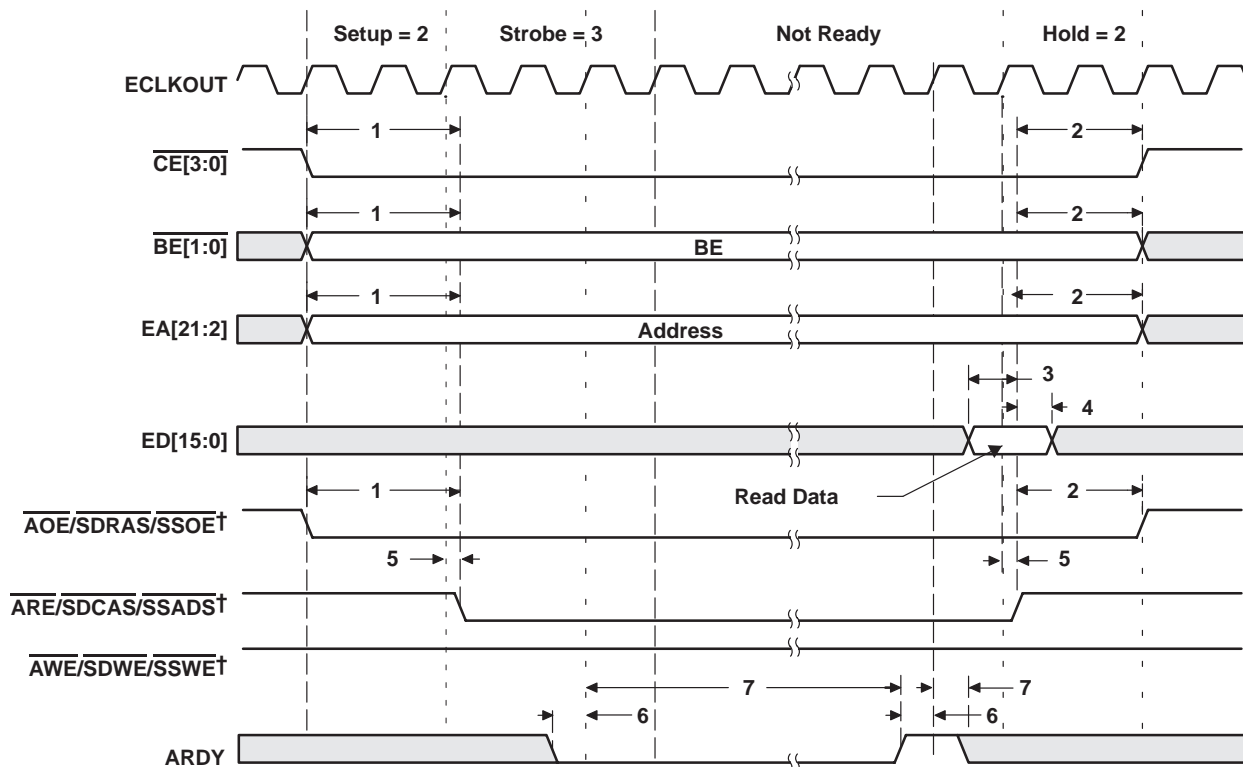 Setup = 2 Strobe = 3 Not Ready Hold = 2
ECLKOUT
1 2
CE[3:0]
1 2
BE[1:0] BE
1 2
EA[21:2] Address
3
4
ED[15:0]
Read Data
1 2
AOE/SDRAS/SSOE†
5 5
ARE/SDCAS/SSADS†
AWE/SDWE/SSWE†
7 7
6 6
ARDY